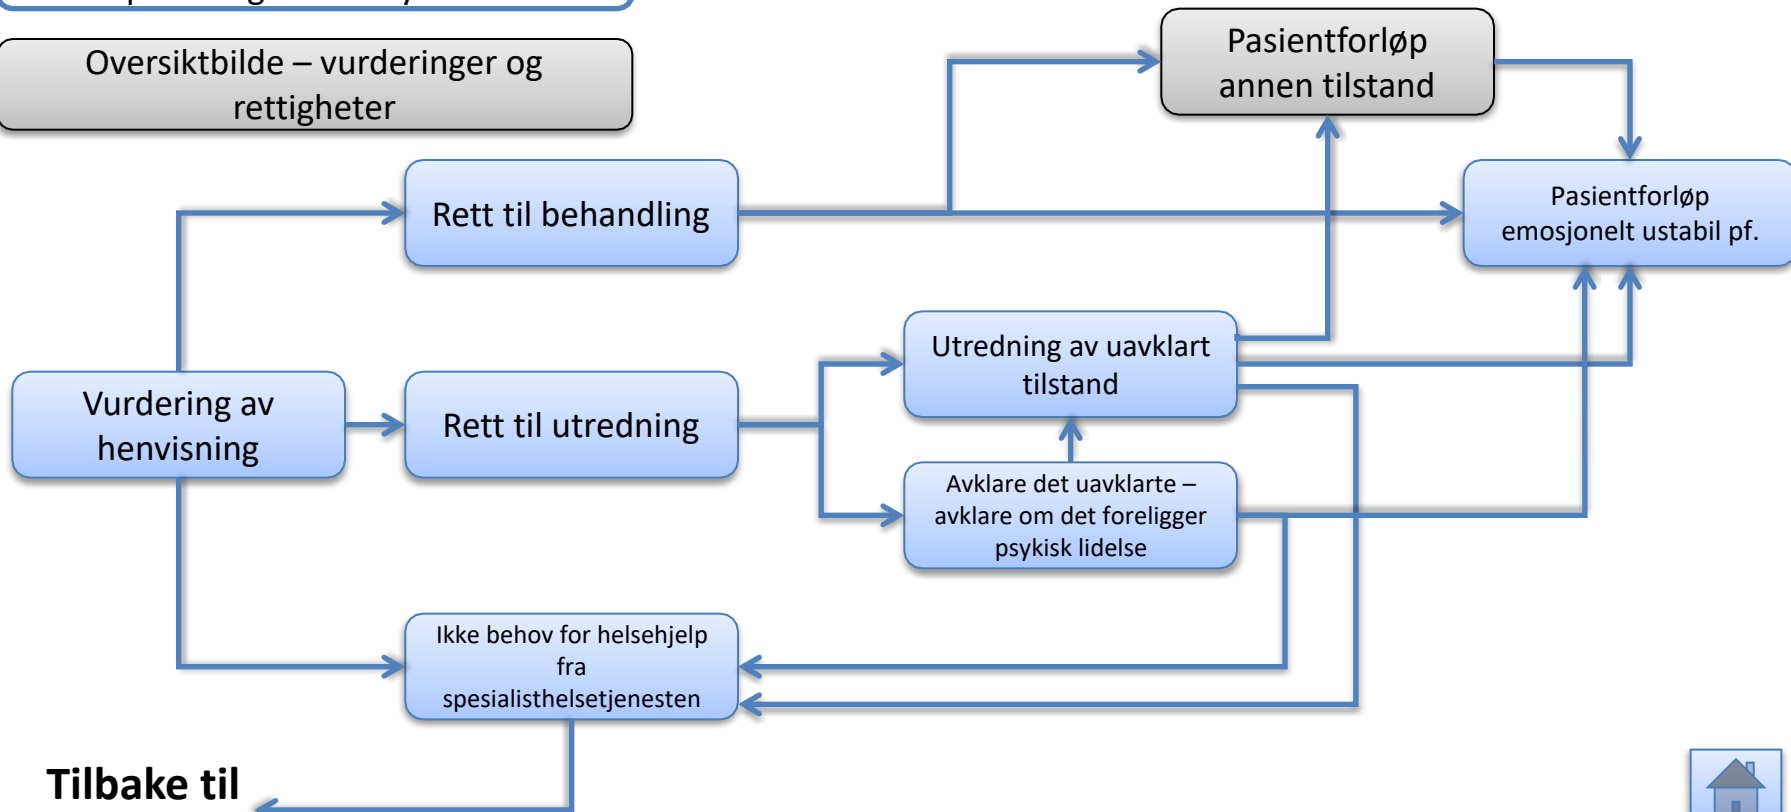 Oversiktbilde – vurderinger og
rettigheter
Pasientforløp
annen tilstand
Rett til behandling
Pasientforløp
emosjonelt ustabil pf.
Utredning av uavklart
tilstand
Vurdering av
henvisning
Rett til utredning
Avklare det uavklarte –
avklare om det foreligger
psykisk lidelse
Ikke behov for helsehjelp
fra
spesialisthelsetjenesten
Tilbake til